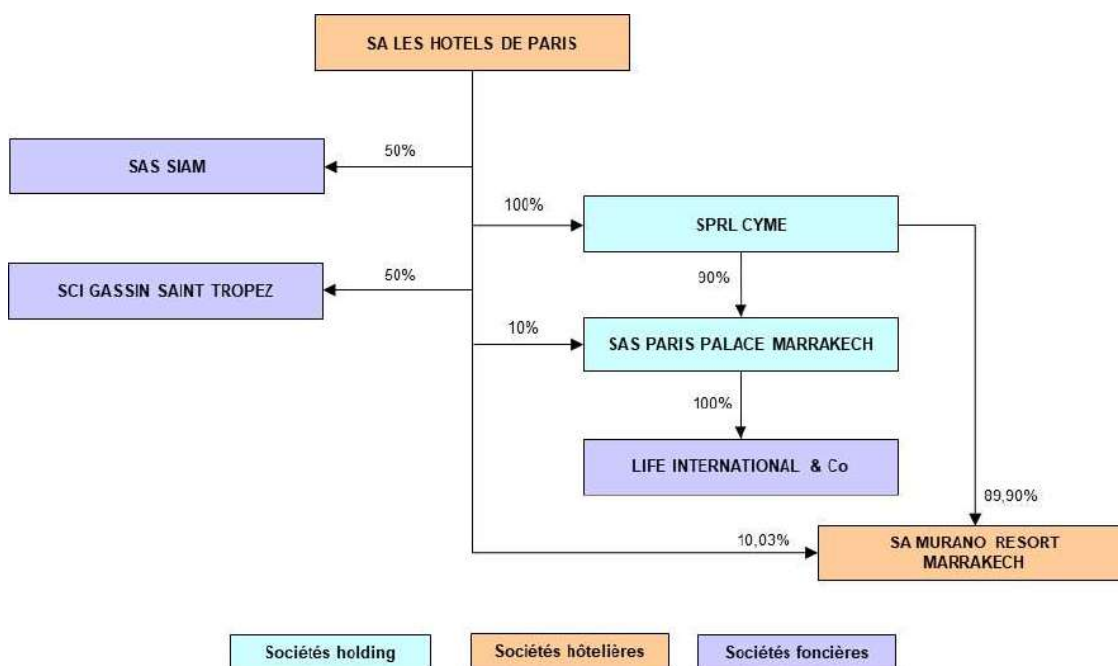 SA LES HOTELS DE PARIS
50%
SAS SIAM
100%
SPRL CYME
50%
SCI GASSIN SAINT TROPEZ
90%
10%
SAS PARIS PALACE MARRAKECH
100%
LIFE INTERNATIONAL & Co
89,90%
10,03%
SA MURANO RESORT
MARRAKECH
Sociétés holding
Sociétés hôtelières
Sociétés foncières